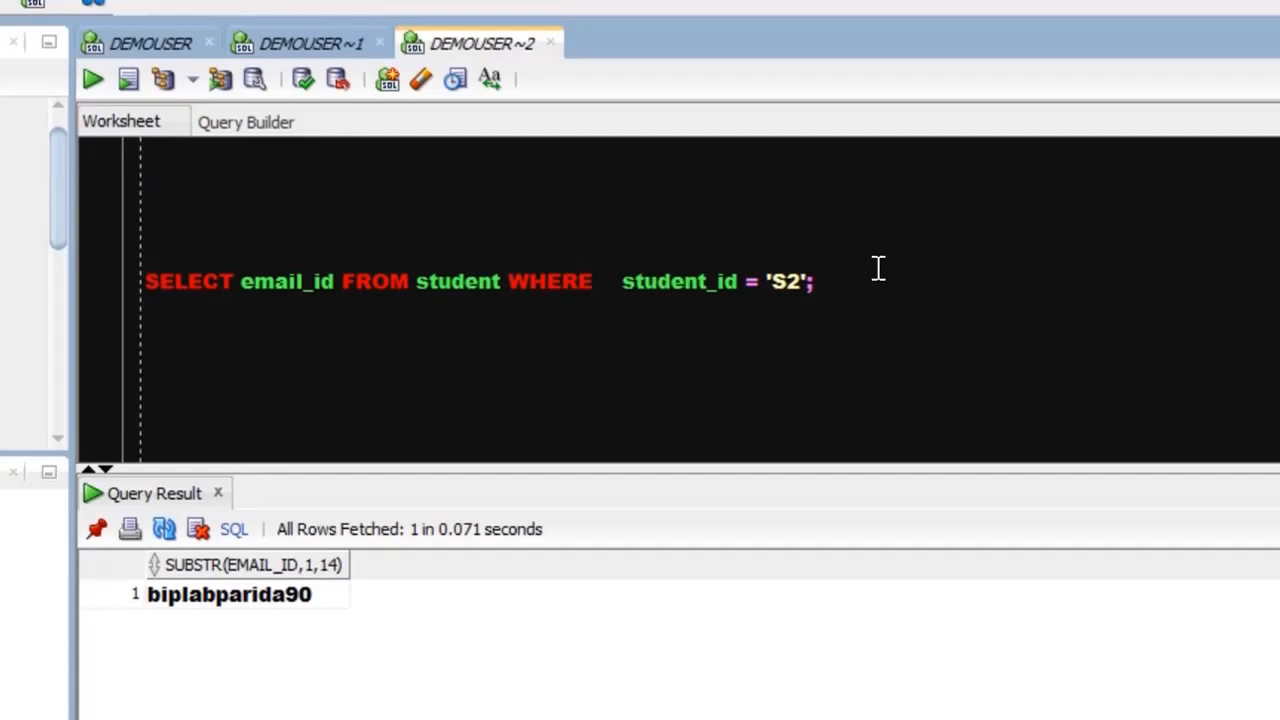 DEMOUSER DEMOUSER~1 DEMOUSER~2
Worksheet Query Builder
SELECT email_id FROM student WHERE student_id = 'S2';
Query Result
SQL All Rows Fetched: 1 in 0.071 seconds
SUBSTR(EMAIL_ID,1,14)
1 biplabparida90